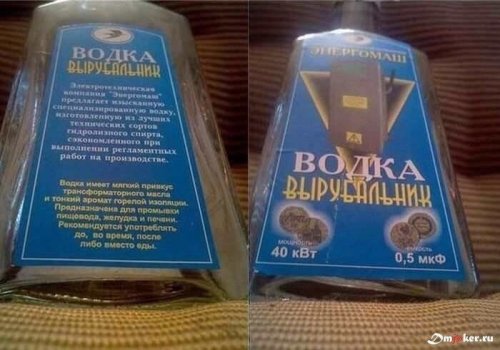 ВОДКА
ВЫРУБАЛЬНИК
Электротехническая
компания "Энергомаш"
предлагает изысканную
специализированную водку,
изготовленную из лучших
технических сортов
гидролизного спирта,
сэкономленного при
выполнении регламентных
работ на производстве.
Водка имеет мягкий привкус
трансформаторного масла
и тонкий аромат горелой изоляции.
Предназначена для промывки
пищевода, желудка и печени.
Рекомендуется употреблять
до, во время, после
либо вместо еды.
ЭНЕРГОМАШ
ВОДКА
ВЫРУБАЛЬНИК
мощность
40 кВт
емкость
0,5 мкФ
Dmjoker.ru